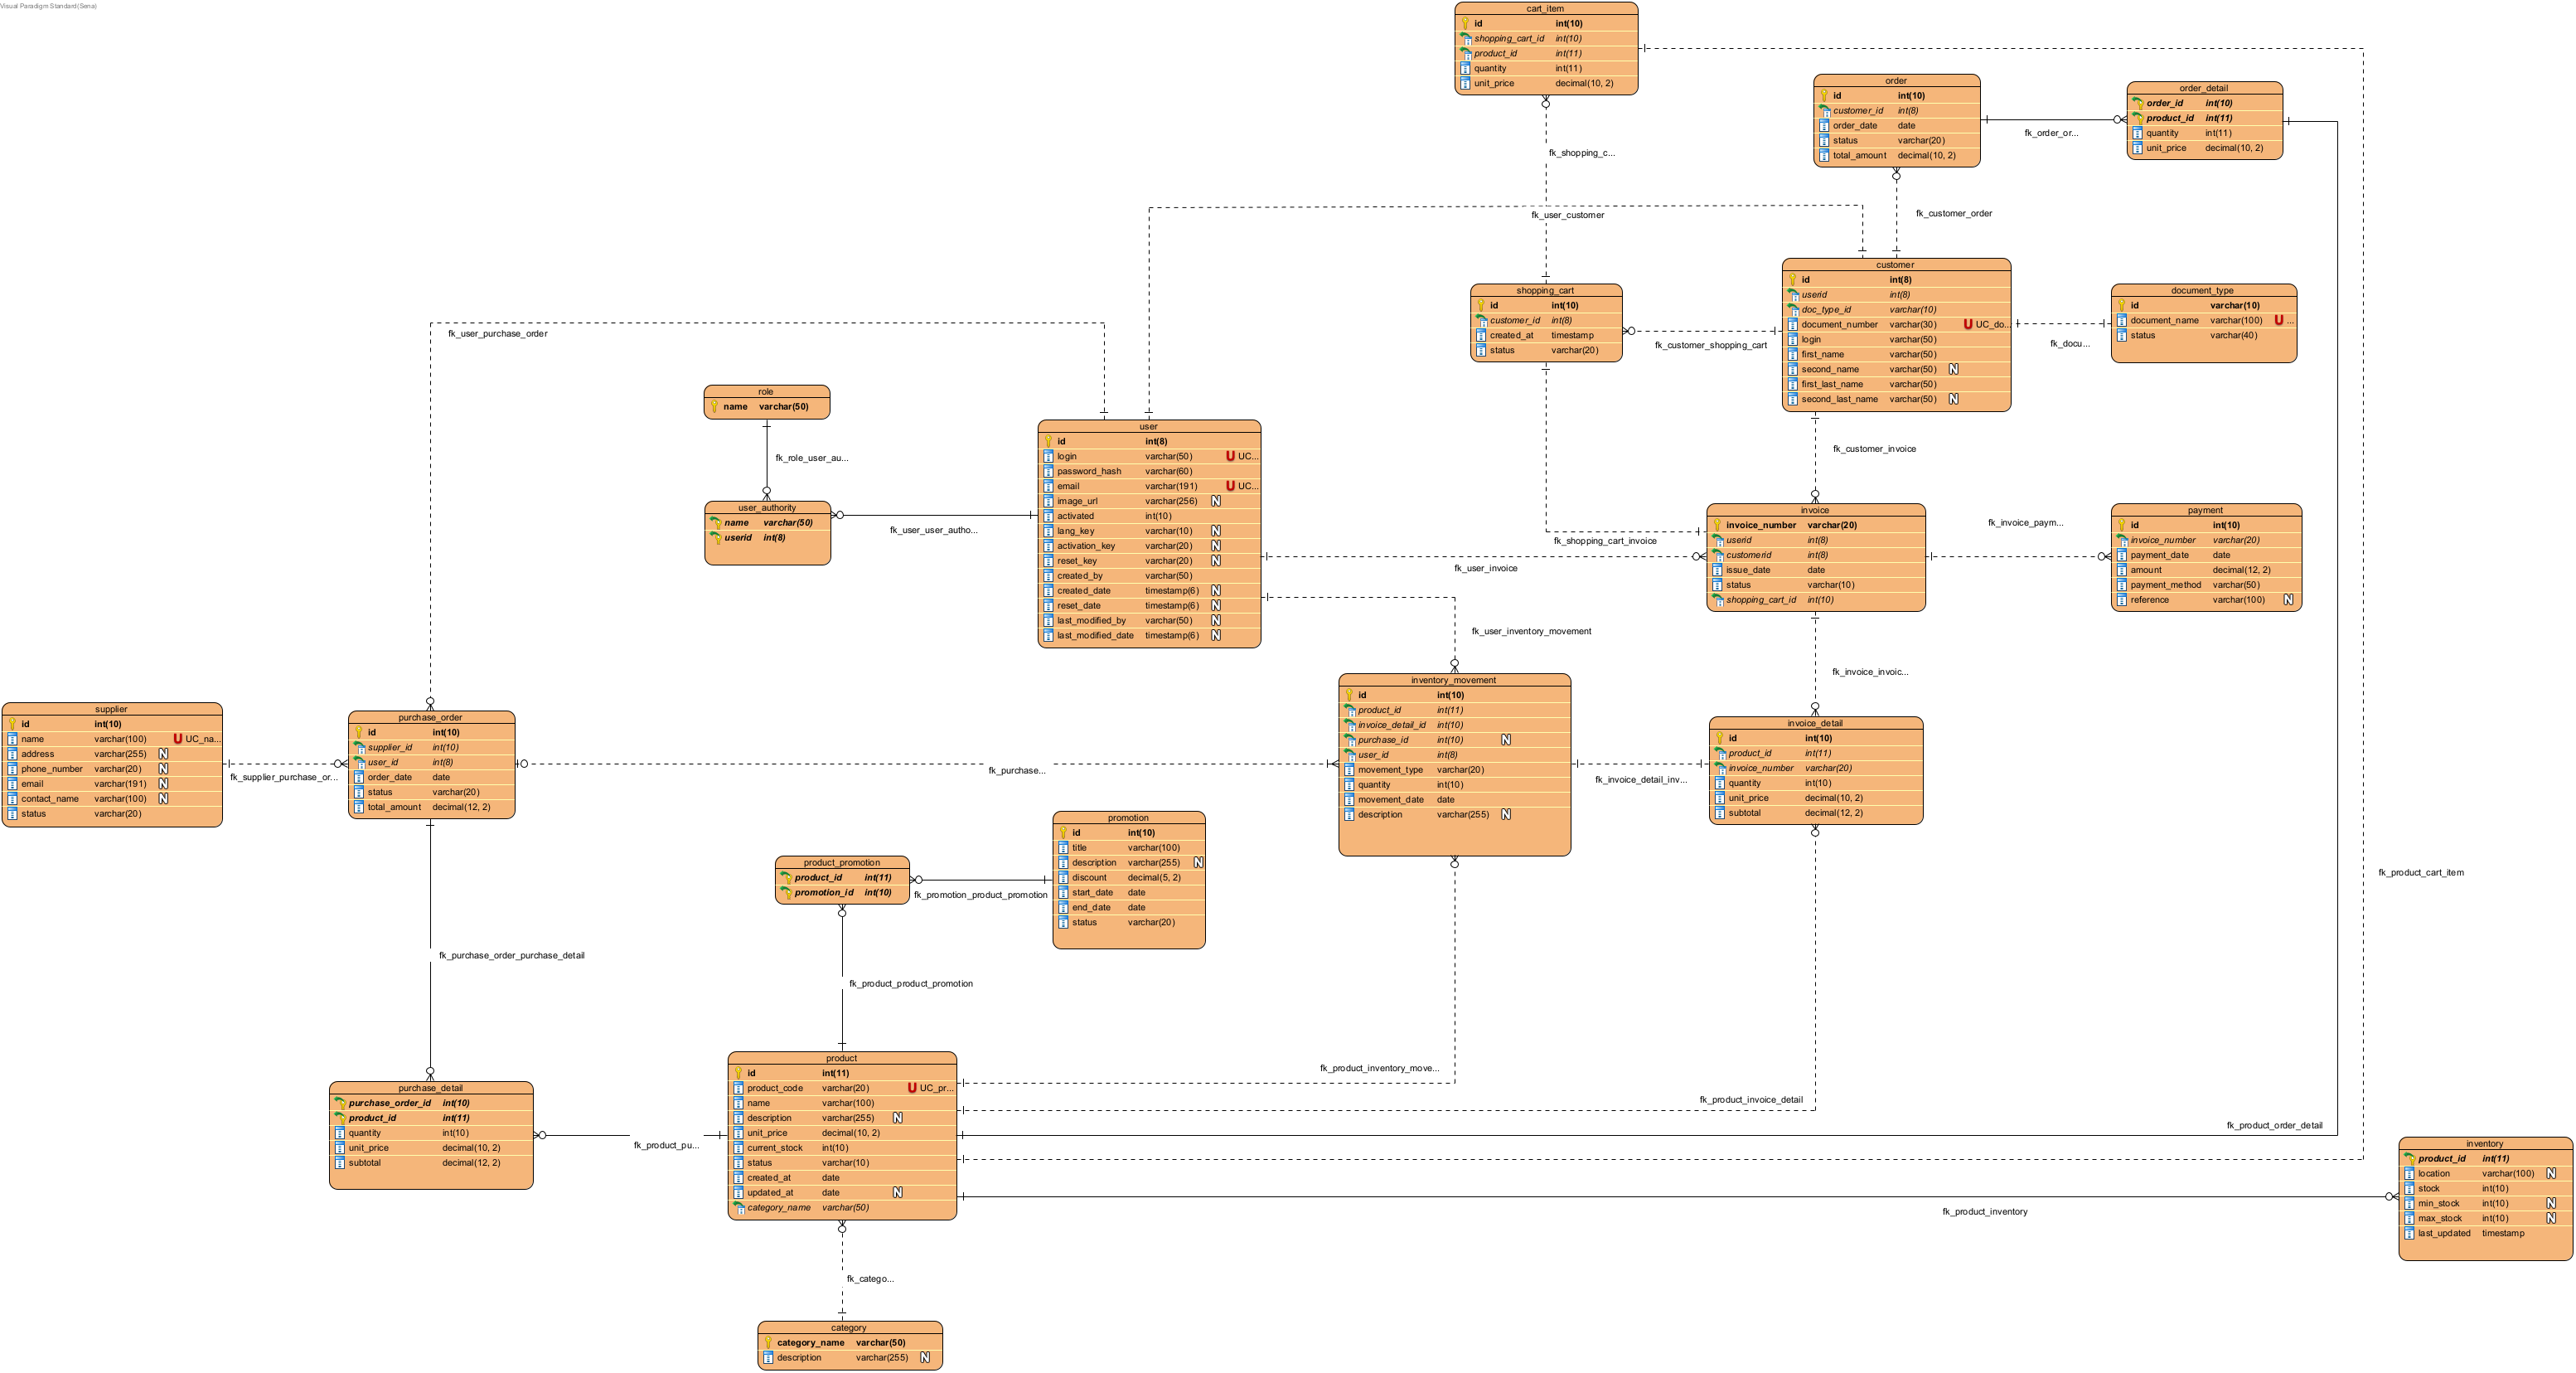 Visual Paradigm Standard(Sena)
cart_item
id int(10)
shopping_cart_id int(10)
product_id int(11)
quantity int(11)
unit_price decimal(10, 2)
order
id int(10)
customer_id int(8)
order_date date
status varchar(20)
total_amount decimal(10, 2)
order_detail
order_id int(10)
product_id int(11)
quantity int(11)
unit_price decimal(10, 2)
fk_order_or...
fk_shopping_c...
fk_user_customer
fk_customer_order
customer
id int(8)
userid int(8)
doc_type_id varchar(10)
document_number varchar(30) U UC_do...
login varchar(50)
first_name varchar(50)
second_name varchar(50) N
first_last_name varchar(50)
second_last_name varchar(50) N
shopping_cart
id int(10)
customer_id int(8)
created_at timestamp
status varchar(20)
document_type
id varchar(10)
document_name varchar(100) U ...
status varchar(40)
fk_customer_shopping_cart
fk_docu...
fk_user_purchase_order
role
name varchar(50)
fk_role_user_au...
user_authority
name varchar(50)
userid int(8)
fk_user_user_autho...
user
id int(8)
login varchar(50) U UC...
password_hash varchar(60)
email varchar(191) U UC...
image_url varchar(256) N
activated int(10)
lang_key varchar(10) N
activation_key varchar(20) N
reset_key varchar(20) N
created_by varchar(50)
created_date timestamp(6) N
reset_date timestamp(6) N
last_modified_by varchar(50) N
last_modified_date timestamp(6) N
fk_customer_invoice
invoice
invoice_number varchar(20)
userid int(8)
customerid int(8)
issue_date date
status varchar(10)
shopping_cart_id int(10)
fk_invoice_paym...
payment
id int(10)
invoice_number varchar(20)
payment_date date
amount decimal(12, 2)
payment_method varchar(50)
reference varchar(100) N
fk_shopping_cart_invoice
fk_user_invoice
fk_user_inventory_movement
fk_invoice_invoic...
supplier
id int(10)
name varchar(100) U UC_na...
address varchar(255) N
phone_number varchar(20) N
email varchar(191) N
contact_name varchar(100) N
status varchar(20)
fk_supplier_purchase_or...
purchase_order
id int(10)
supplier_id int(10)
user_id int(8)
order_date date
status varchar(20)
total_amount decimal(12, 2)
fk_purchase...
inventory_movement
id int(10)
product_id int(11)
invoice_detail_id int(10)
purchase_id int(10) N
user_id int(8)
movement_type varchar(20)
quantity int(10)
movement_date date
description varchar(255) N
fk_invoice_detail_inv...
invoice_detail
id int(10)
product_id int(11)
invoice_number varchar(20)
quantity int(10)
unit_price decimal(10, 2)
subtotal decimal(12, 2)
promotion
id int(10)
title varchar(100)
description varchar(255) N
discount decimal(5, 2)
start_date date
end_date date
status varchar(20)
product_promotion
product_id int(11)
promotion_id int(10)
fk_promotion_product_promotion
fk_product_cart_item
fk_purchase_order_purchase_detail
fk_product_product_promotion
purchase_detail
purchase_order_id int(10)
product_id int(11)
quantity int(10)
unit_price decimal(10, 2)
subtotal decimal(12, 2)
fk_product_pu...
product
id int(11)
product_code varchar(20) U UC_pr...
name varchar(100)
description varchar(255) N
unit_price decimal(10, 2)
current_stock int(10)
status varchar(10)
created_at date
updated_at date N
category_name varchar(50)
fk_product_inventory_move...
fk_product_invoice_detail
fk_product_order_detail
fk_product_inventory
inventory
product_id int(11)
location varchar(100) N
stock int(10)
min_stock int(10) N
max_stock int(10) N
last_updated timestamp
fk_catego...
category
category_name varchar(50)
description varchar(255) N